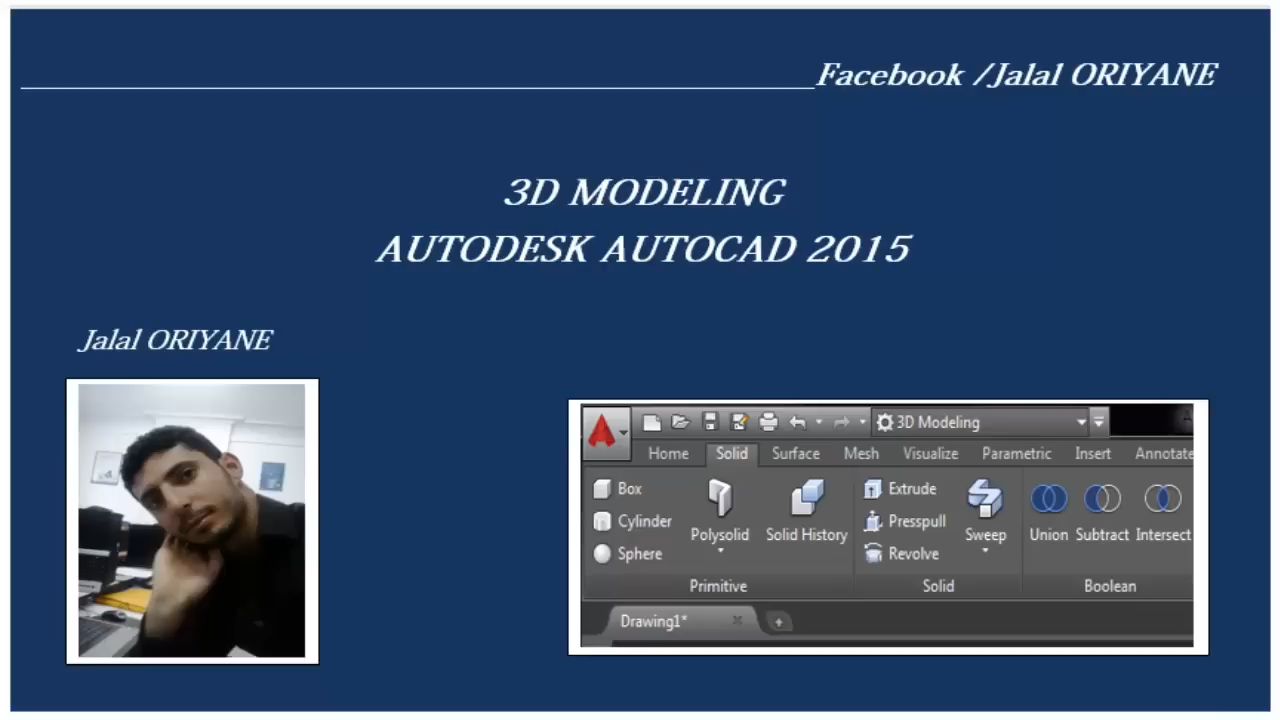 Facebook /Jalal ORIYANE
3D MODELING
AUTODESK AUTOCAD 2015
Jalal ORIYANE
3D Modeling
Home Solid Surface Mesh Visualize Parametric Insert Annotate
Box
Cylinder
Sphere
Polysolid
Solid History
Primitive
Extrude
Presspull
Revolve
Sweep
Solid
Union Subtract Intersect
Boolean
Drawing1*